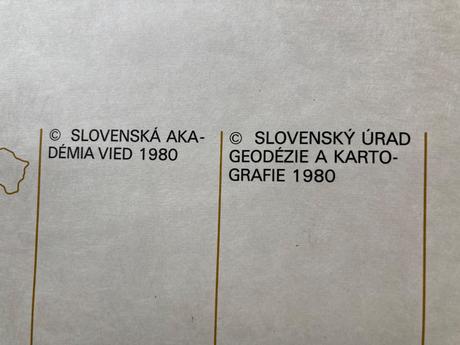 © SLOVENSKÁ AKA-
DÉMIA VIED 1980
© SLOVENSKÝ ÚRAD
GEODÉZIE A KARTO-
GRAFIE 1980